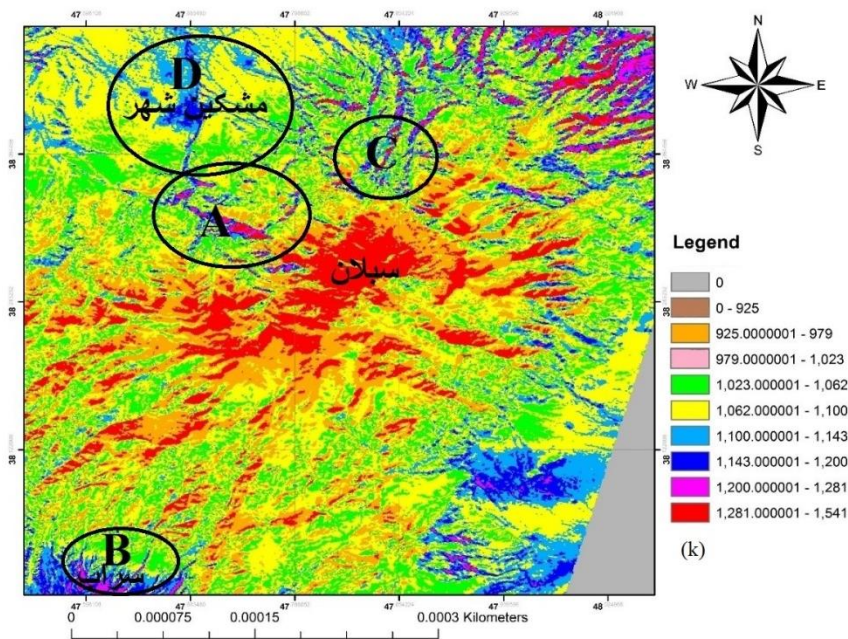 47 47 47 47 47 48
N
W E
S
D
مشکین شهر
C
A
سبلان
B
سراب
38
38
38
38
38
38
Legend
0
0 - 925
925.0000001 - 979
979.0000001 - 1,023
1,023.000001 - 1,062
1,062.000001 - 1,100
1,100.000001 - 1,143
1,143.000001 - 1,200
1,200.000001 - 1,281
1,281.000001 - 1,541
(k)
47 47 47 47 47 48
0 0.000075 0.00015 0.0003 Kilometers